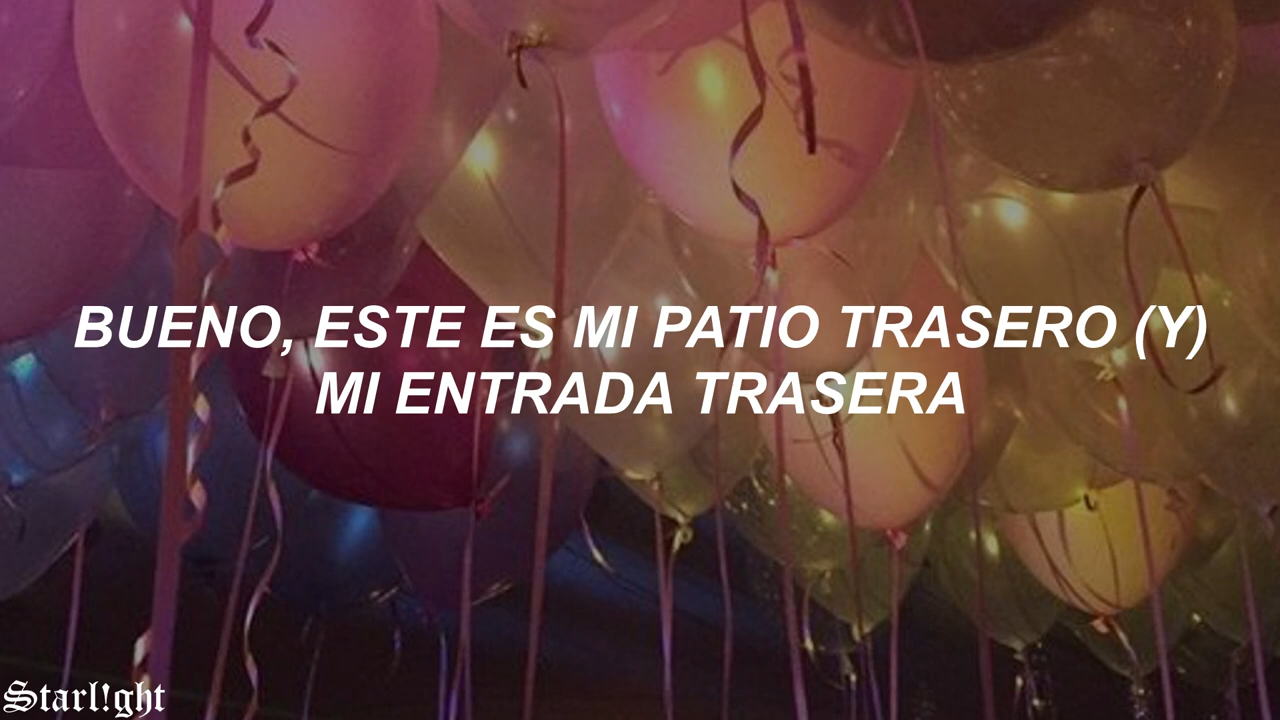 BUENO, ESTE ES MI PATIO TRASERO (Y)
MI ENTRADA TRASERA
Starl!ght